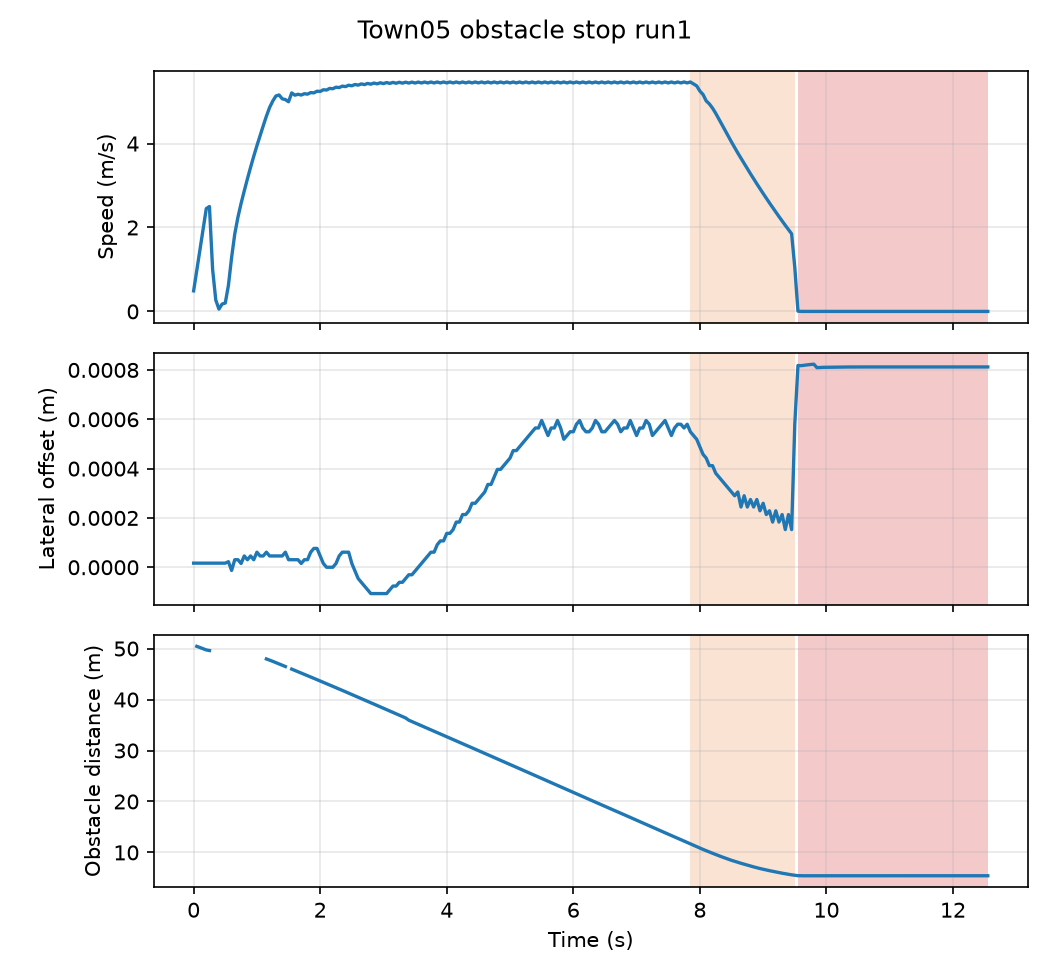 Town05 obstacle stop run1
Speed (m/s)
4
2
0
Lateral offset (m)
0.0008
0.0006
0.0004
0.0002
0.0000
Obstacle distance (m)
50
40
30
20
10
0 2 4 6 8 10 12
Time (s)